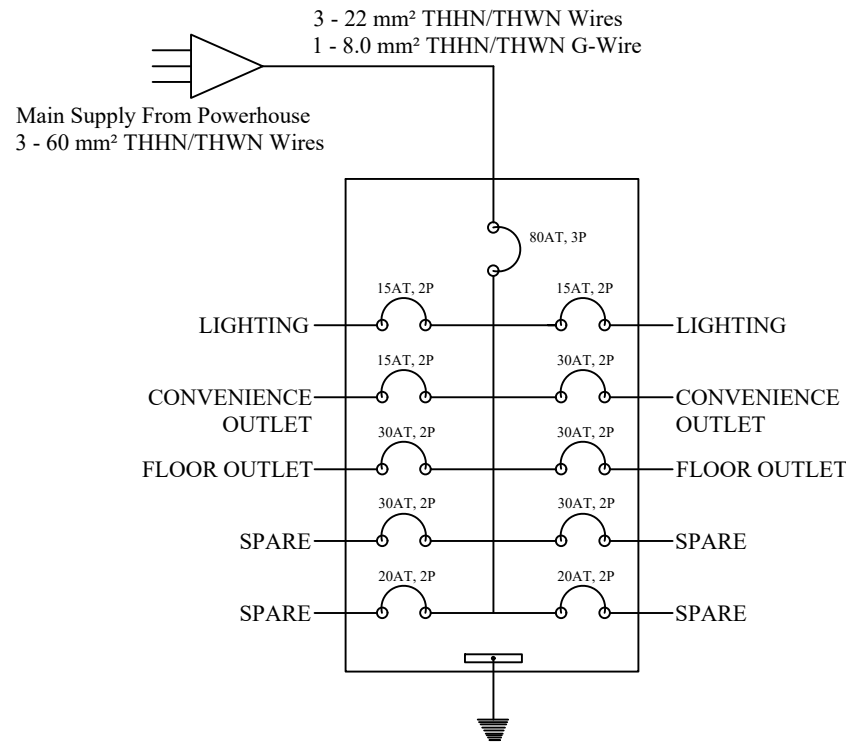 3 - 22 mm² THHN/THWN Wires
1 - 8.0 mm² THHN/THWN G-Wire
Main Supply From Powerhouse
3 - 60 mm² THHN/THWN Wires
80AT, 3P
15AT, 2P
15AT, 2P
LIGHTING
LIGHTING
15AT, 2P
30AT, 2P
CONVENIENCE
OUTLET
CONVENIENCE
OUTLET
30AT, 2P
30AT, 2P
FLOOR OUTLET
FLOOR OUTLET
30AT, 2P
30AT, 2P
SPARE
SPARE
20AT, 2P
20AT, 2P
SPARE
SPARE